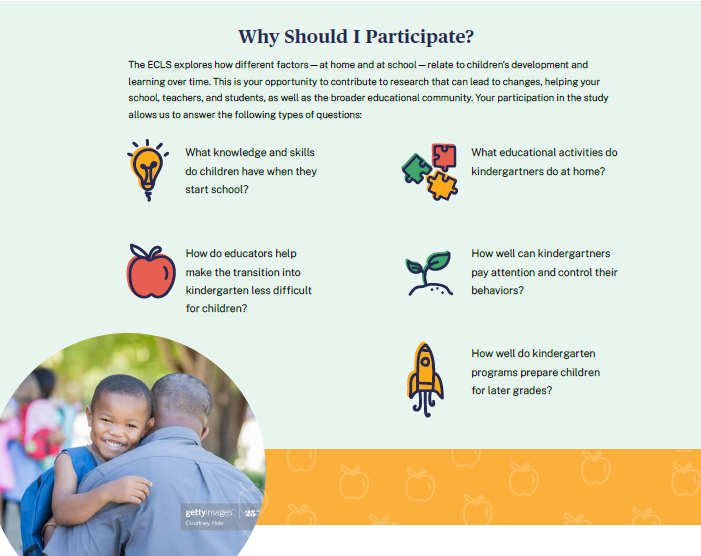 Why Should I Participate?
The ECLS explores how different factors—at home and at school—relate to children's development and
learning over time. This is your opportunity to contribute to research that can lead to changes, helping your
school, teachers, and students, as well as the broader educational community. Your participation in the study
allows us to answer the following types of questions:
What knowledge and skills
do children have when they
start school?
What educational activities do
kindergartners do at home?
How do educators help
make the transition into
kindergarten less difficult
for children?
How well can kindergartners
pay attention and control their
behaviors?
How well do kindergarten
programs prepare children
for later grades?
gettyimages
Courtney Hale
25